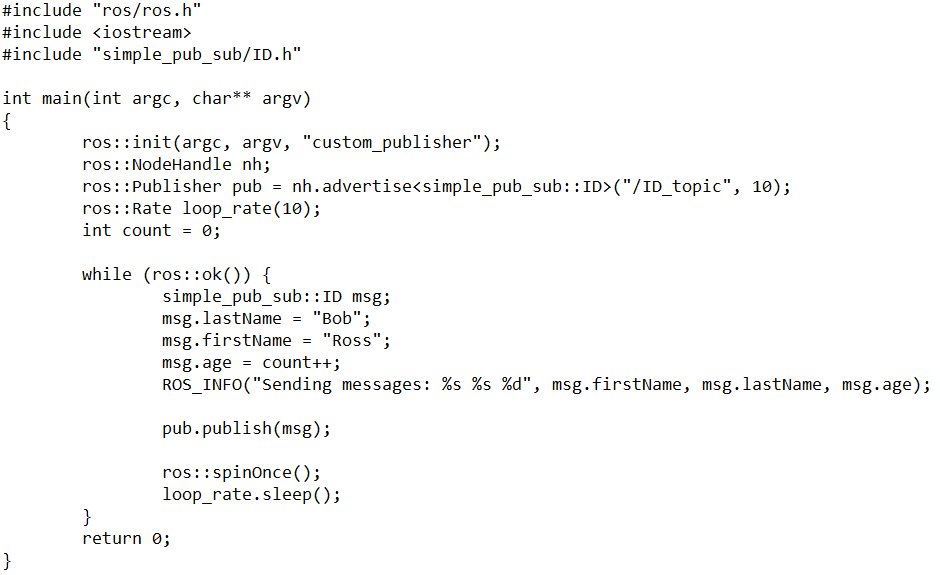 #include "ros/ros.h"
#include <iostream>
#include "simple_pub_sub/ID.h"

int main(int argc, char** argv)
{
        ros::init(argc, argv, "custom_publisher");
        ros::NodeHandle nh;
        ros::Publisher pub = nh.advertise<simple_pub_sub::ID>("/ID_topic", 10);
        ros::Rate loop_rate(10);
        int count = 0;

        while (ros::ok()) {
                simple_pub_sub::ID msg;
                msg.lastName = "Bob";
                msg.firstName = "Ross";
                msg.age = count++;
                ROS_INFO("Sending messages: %s %s %d", msg.firstName, msg.lastName, msg.age);

                pub.publish(msg);

                ros::spinOnce();
                loop_rate.sleep();
        }
        return 0;
}